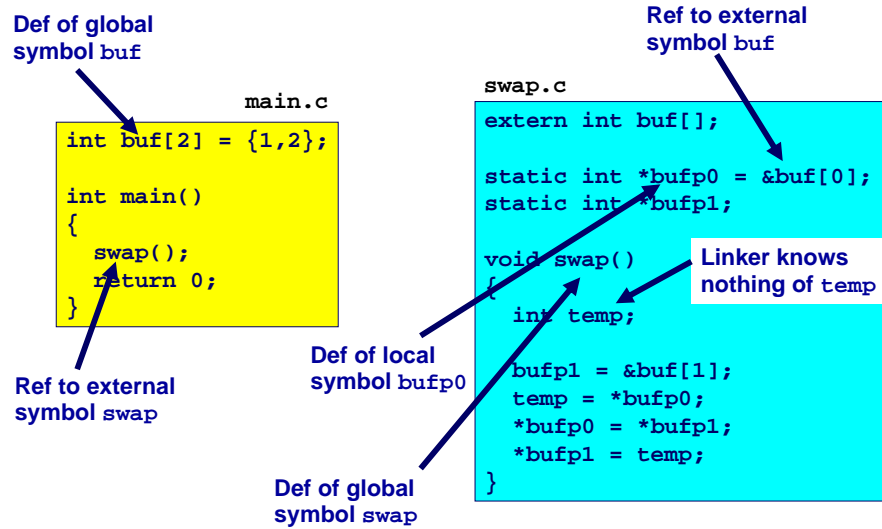 Def of global
symbol buf
main.c
int buf[2] = {1,2};
int main()
{
swap();
return 0;
}
Ref to external
symbol swap
Ref to external
symbol buf
swap.c
extern int buf[];
static int *bufp0 = &buf[0];
static int *bufp1;
void swap()
{
int temp;
bufp1 = &buf[1];
temp = *bufp0;
*bufp0 = *bufp1;
*bufp1 = temp;
}
Linker knows
nothing of temp
Def of local
symbol bufp0
Def of global
symbol swap